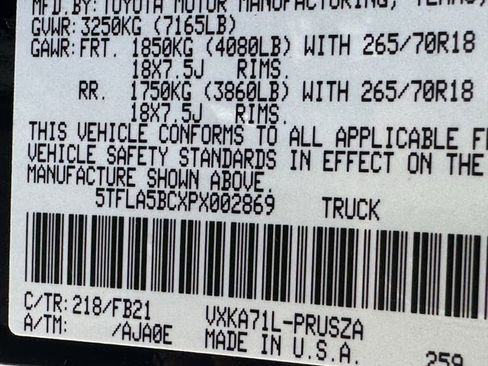 MFD.BY:TOYOTA MOTOR MANUFACTURING, TEXAS,
GVWR:3250KG (7165LB)
GAWR:FRT. 1850KG (4080LB) WITH 265/70R18
18X7.5J RIMS.
RR. 1750KG (3860LB) WITH 265/70R18
18X7.5J RIMS.
THIS VEHICLE CONFORMS TO ALL APPLICABLE
VEHICLE SAFETY STANDARDS IN EFFECT ON THE
MANUFACTURE SHOWN ABOVE.
5TFLA5BCXPX002869 TRUCK
C/TR:218/FB21 VXKA71L-PRUSZA
A/TM: /AJA0E MADE IN U.S.A. 259